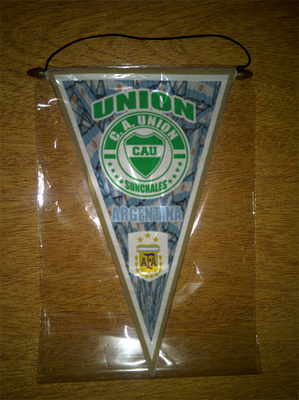 UNION
C. A. UNION
CAU
SUNCHALES
ARGENTINA
AFA